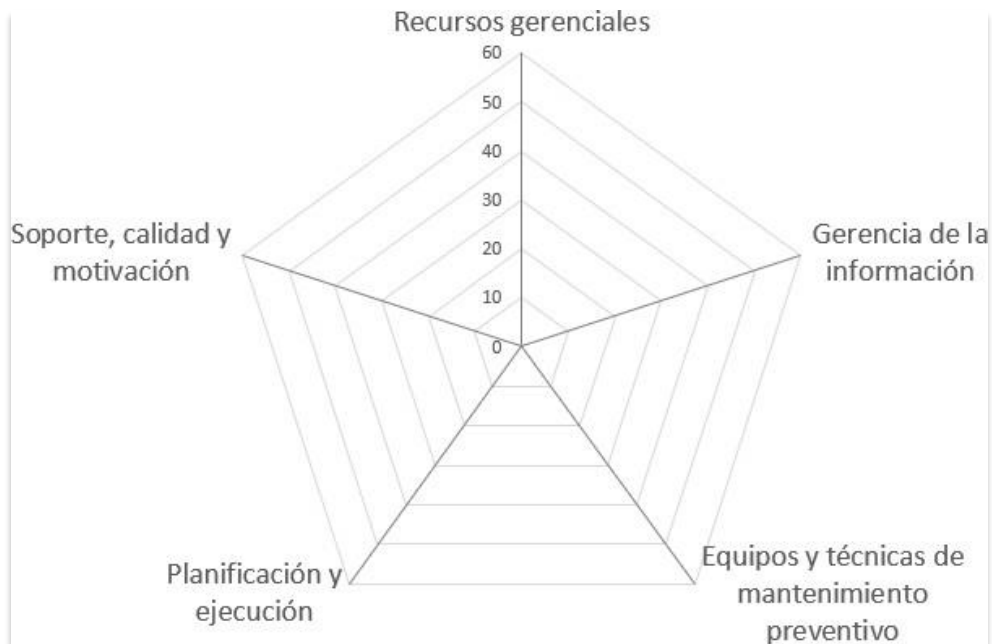 Recursos gerenciales
60
50
40
30
20
10
0
Soporte, calidad y
motivación
Gerencia de la
información
Planificación y
ejecución
Equipos y técnicas de
mantenimiento
preventivo